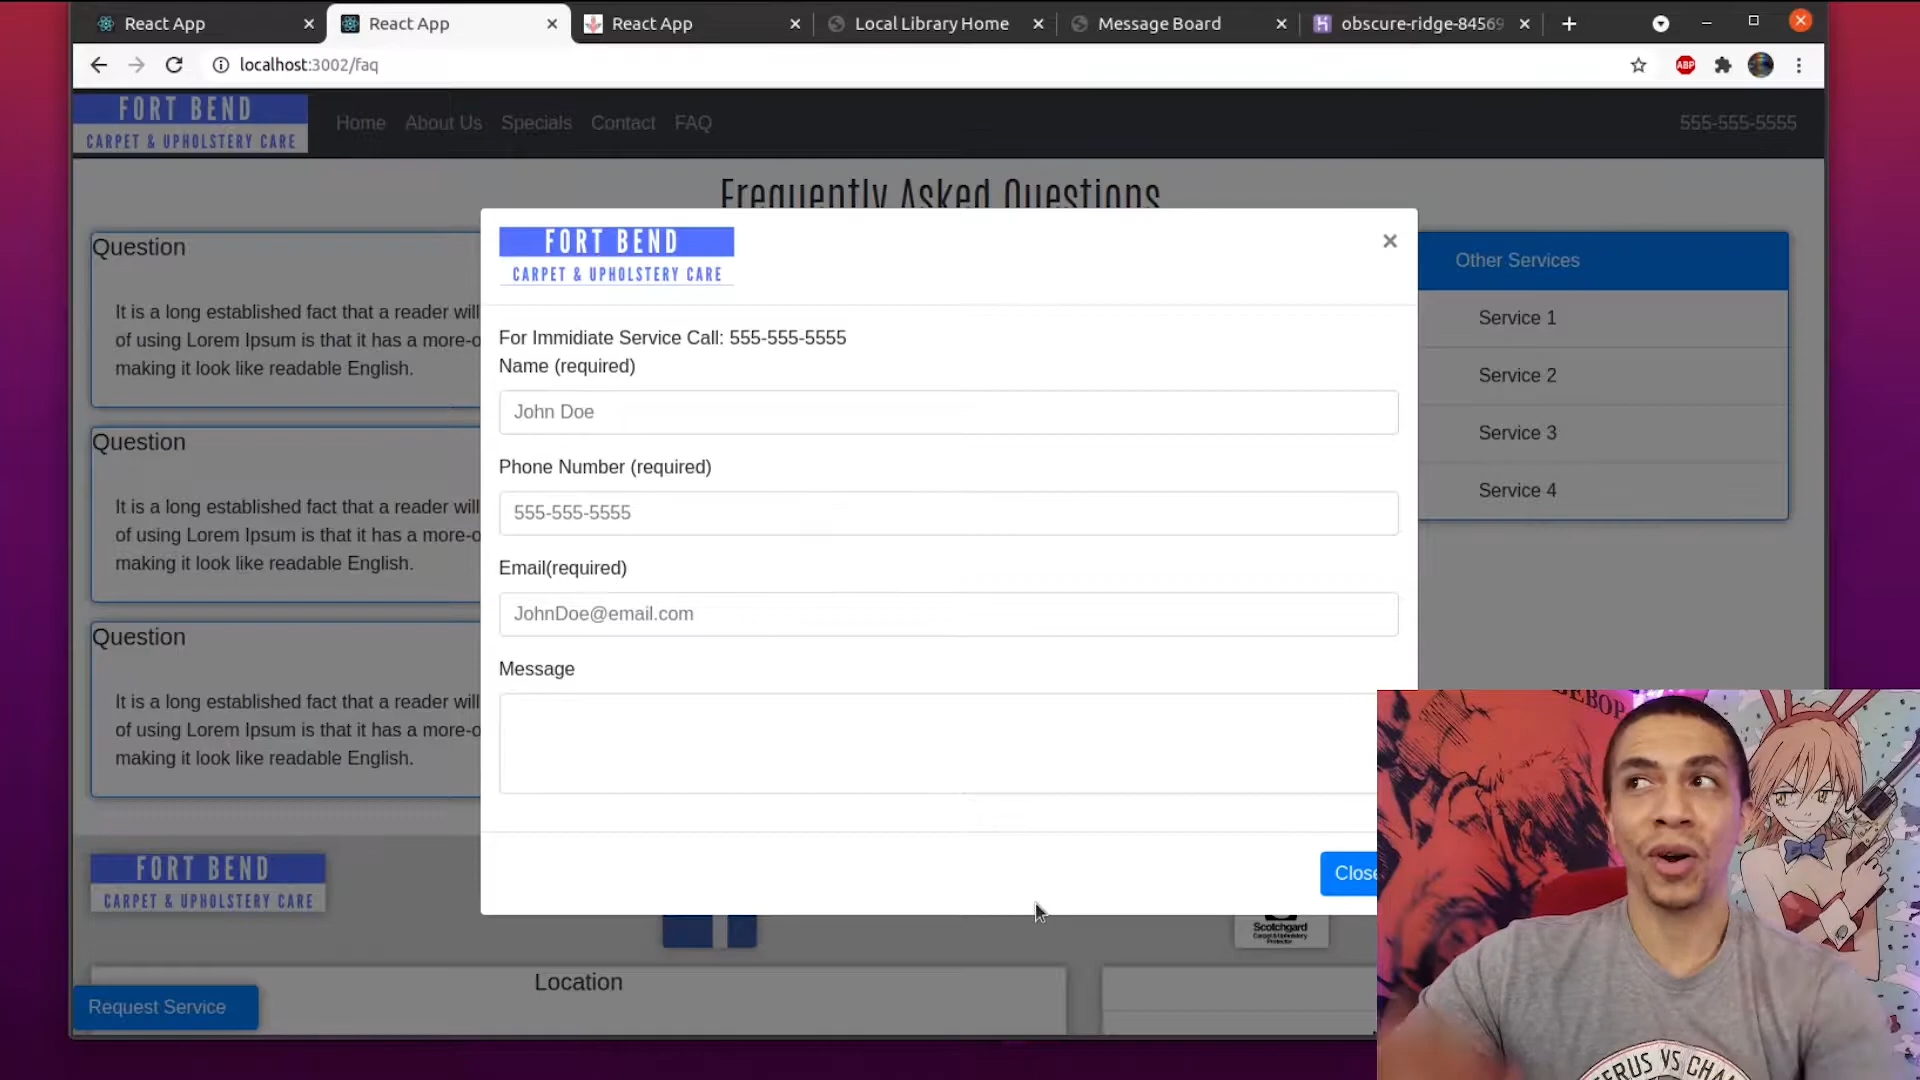 React App
React App
React App
Local Library Home
Message Board
obscure-ridge-84569
localhost:3002/faq
ABP
FORT BEND
CARPET & UPHOLSTERY CARE
Home About Us Specials Contact FAQ
555-555-5555
Frequently Asked Questions
Question
It is a long established fact that a reader will
of using Lorem Ipsum is that it has a more-o
making it look like readable English.
Question
It is a long established fact that a reader will
of using Lorem Ipsum is that it has a more-o
making it look like readable English.
Question
It is a long established fact that a reader will
of using Lorem Ipsum is that it has a more-o
making it look like readable English.
FORT BEND
CARPET & UPHOLSTERY CARE
For Immidiate Service Call: 555-555-5555
Name (required)
John Doe
Phone Number (required)
555-555-5555
Email(required)
JohnDoe@email.com
Message
Close
Other Services
Service 1
Service 2
Service 3
Service 4
FORT BEND
CARPET & UPHOLSTERY CARE
Scotchgard
Carpet & Upholstery
Protector
Location
Request Service
EBOP
ERUS VS CHA